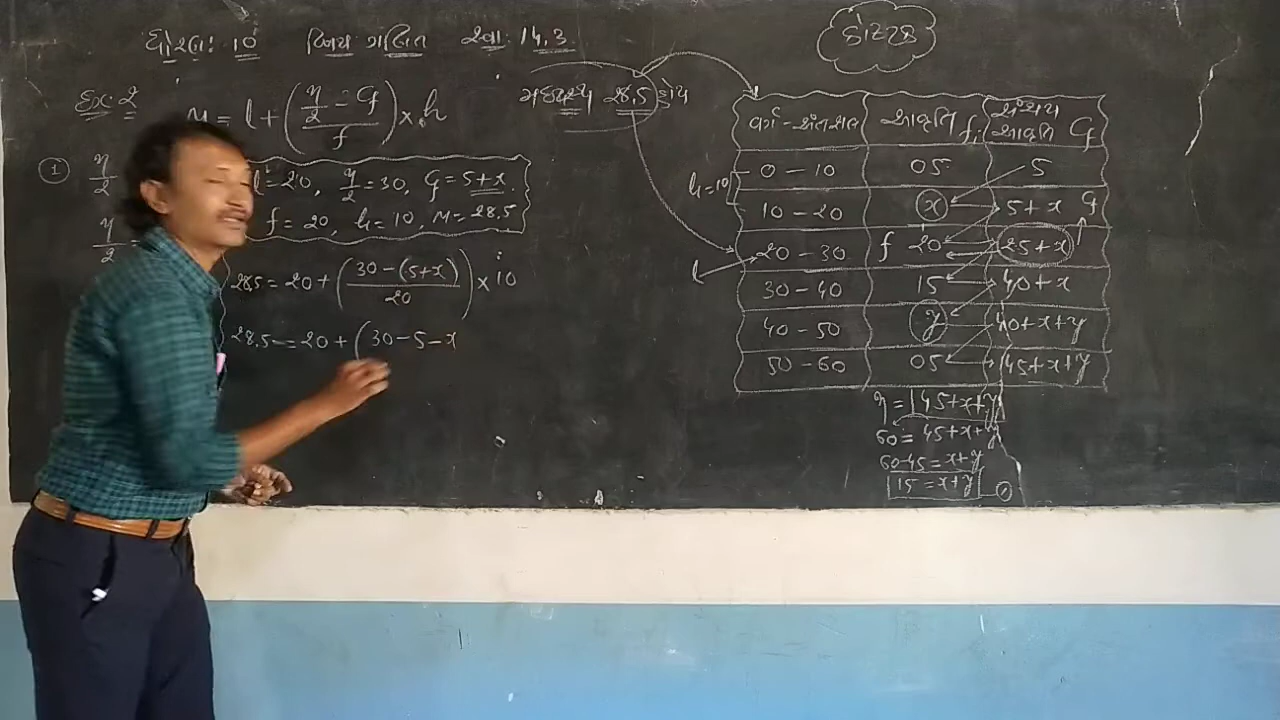 ધોરણ: 10 વિષય ગણિત સ્વા: 14.3
Ex: 2 M = l + ( n/2 - cf / f ) × h
મધ્યસ્થ 28.5 હોય
કોષ્ટક
① n/2
n/2 =
l = 20, n/2 = 30, cf = 5+x
f = 20, h = 10, M = 28.5
28.5 = 20 + ( 30 - (5+x) / 20 ) × 10
28.5 = 20 + ( 30 - 5 - x
વર્ગ-અંતરાલ આવૃત્તિ fi સંચય આવૃત્તિ cf
h=10
0 - 10 05 5
10 - 20 x 5+x cf
l 20 - 30 f 20 25+x
30 - 40 15 40+x
40 - 50 y 40+x+y
50 - 60 05 45+x+y
n = 45+x+y
60 = 45+x+y
60-45 = x+y
15 = x+y